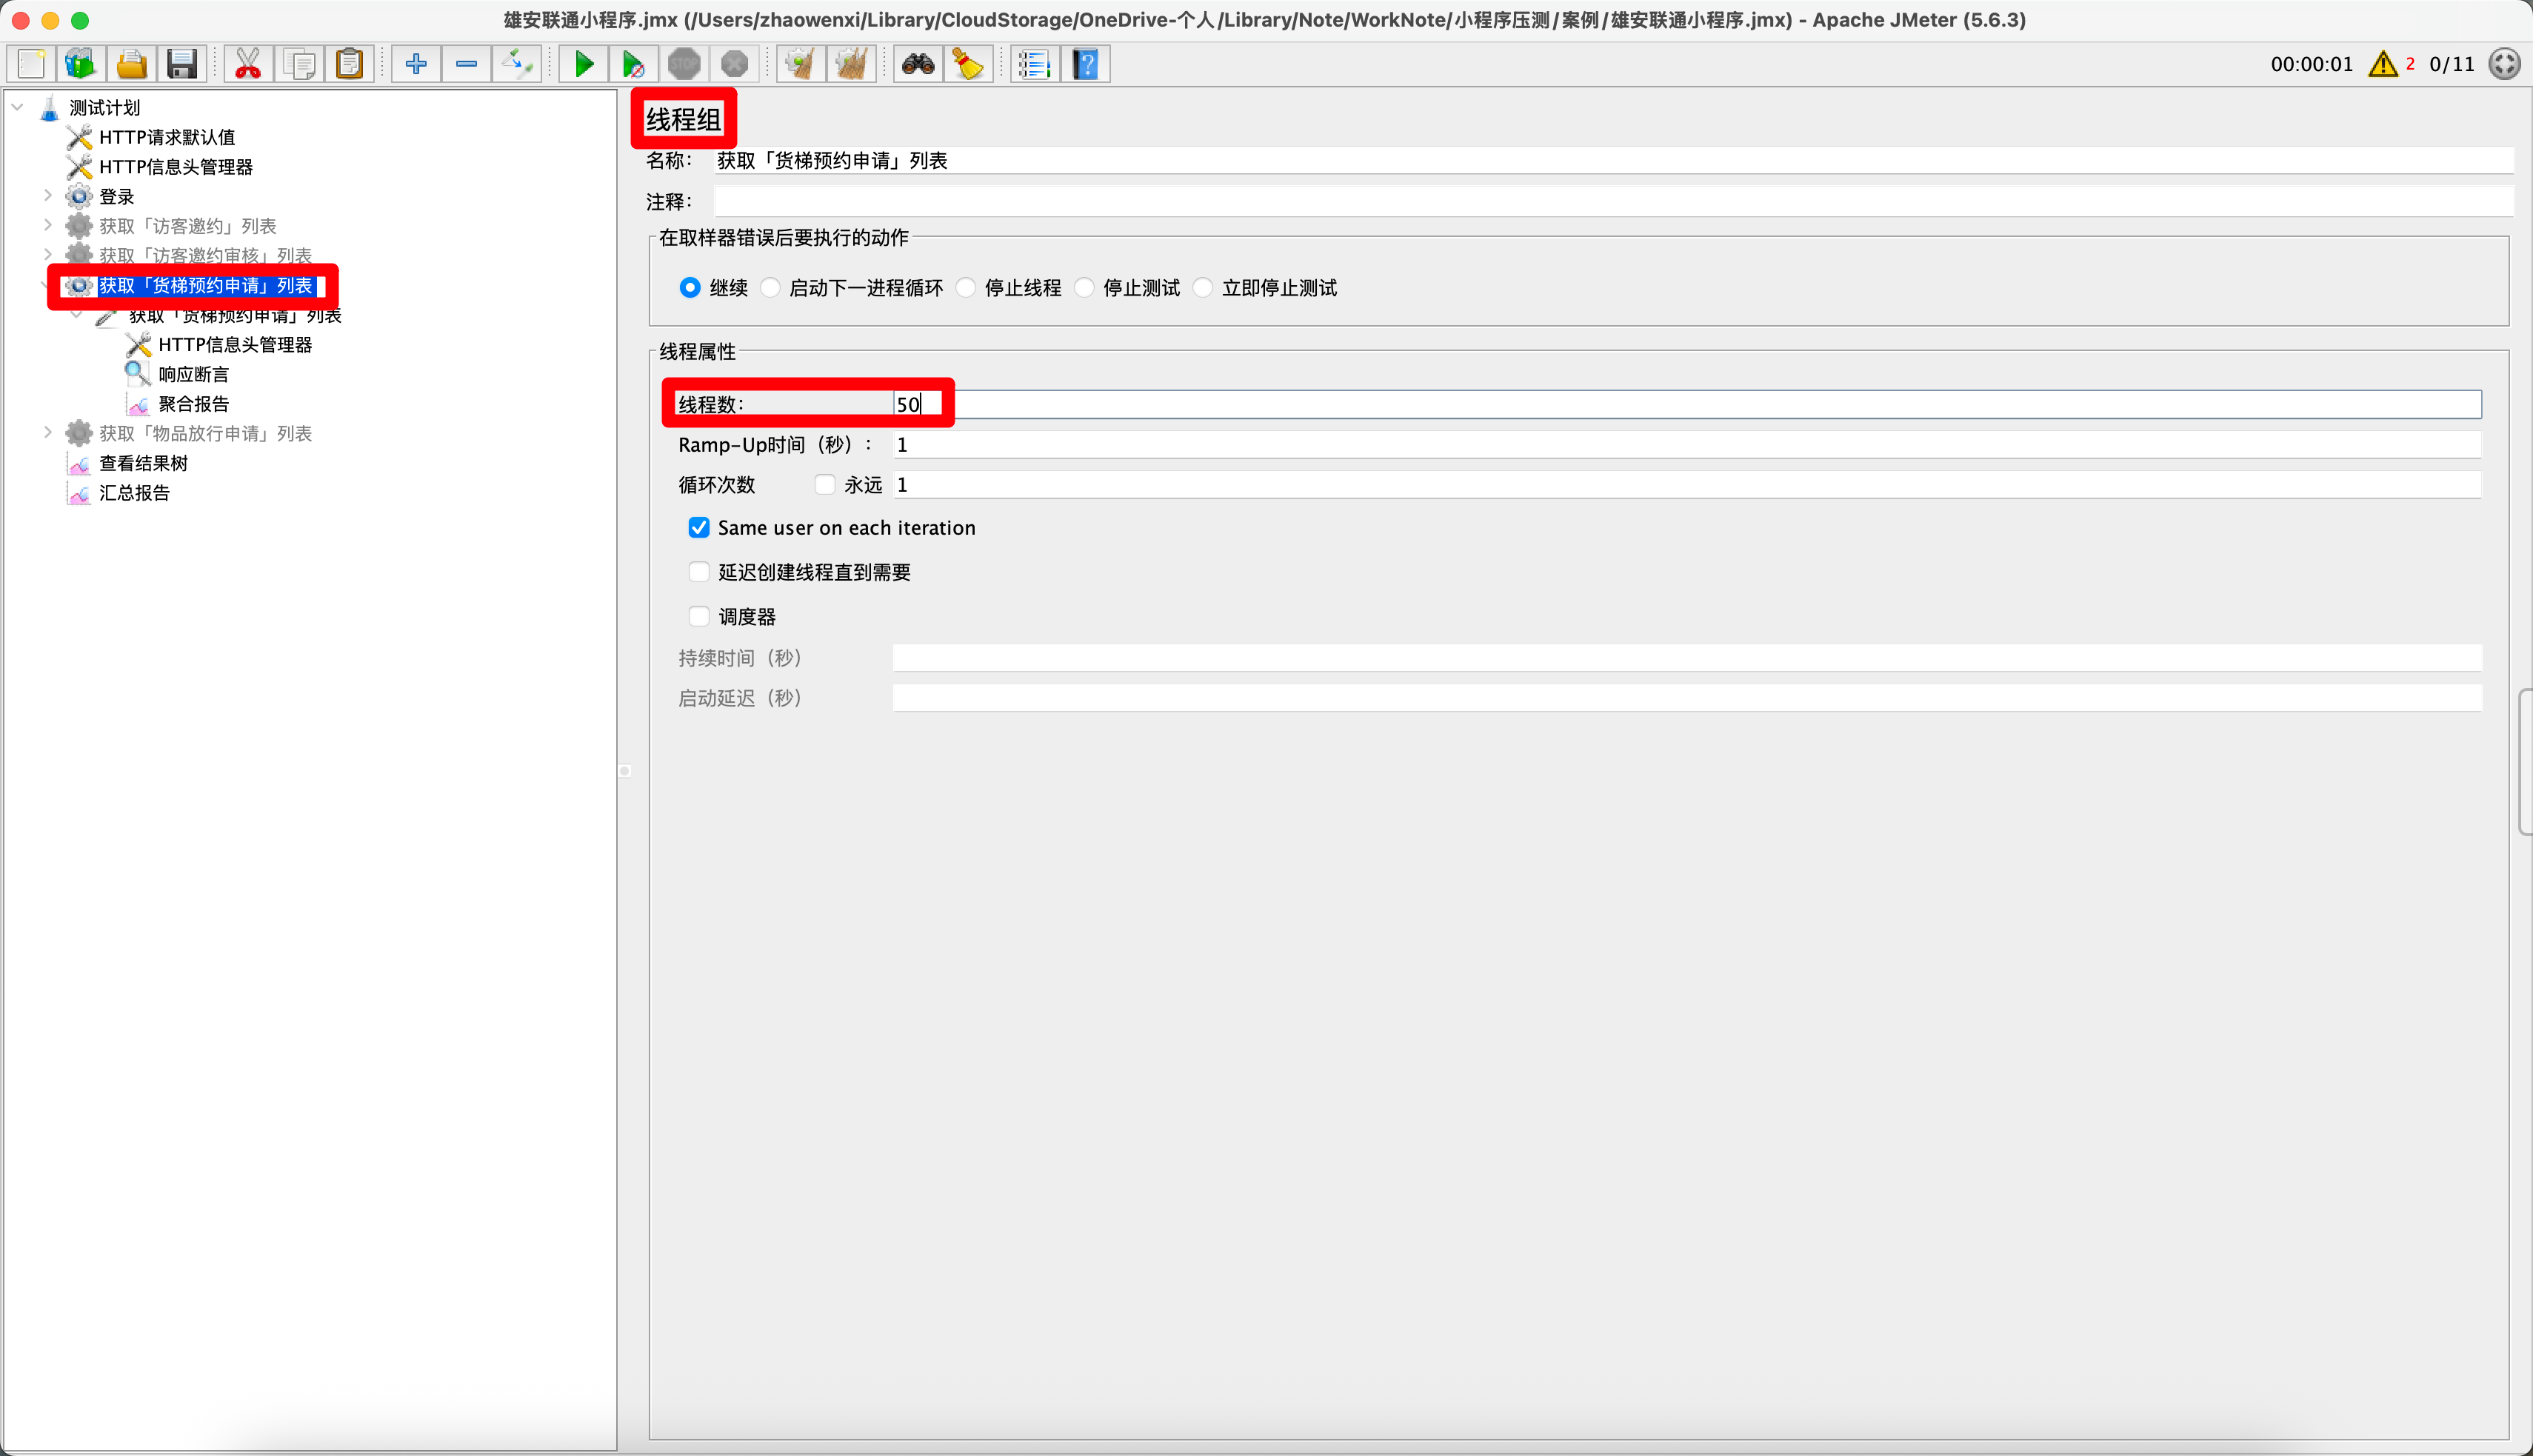 雄安联通小程序.jmx (/Users/zhaowenxi/Library/CloudStorage/OneDrive-个人/Library/Note/WorkNote/小程序压测/案例/雄安联通小程序.jmx) - Apache JMeter (5.6.3)
STOP
00:00:01 2 0/11
测试计划
HTTP请求默认值
HTTP信息头管理器
登录
获取「访客邀约」列表
获取「访客邀约审核」列表
获取「货梯预约申请」列表
获取「货梯预约申请」列表
HTTP信息头管理器
响应断言
聚合报告
获取「物品放行申请」列表
查看结果树
汇总报告
线程组
名称: 获取「货梯预约申请」列表
注释:
在取样器错误后要执行的动作
继续 启动下一进程循环 停止线程 停止测试 立即停止测试
线程属性
线程数: 50
Ramp-Up时间（秒）: 1
循环次数 永远 1
Same user on each iteration
延迟创建线程直到需要
调度器
持续时间（秒）
启动延迟（秒）